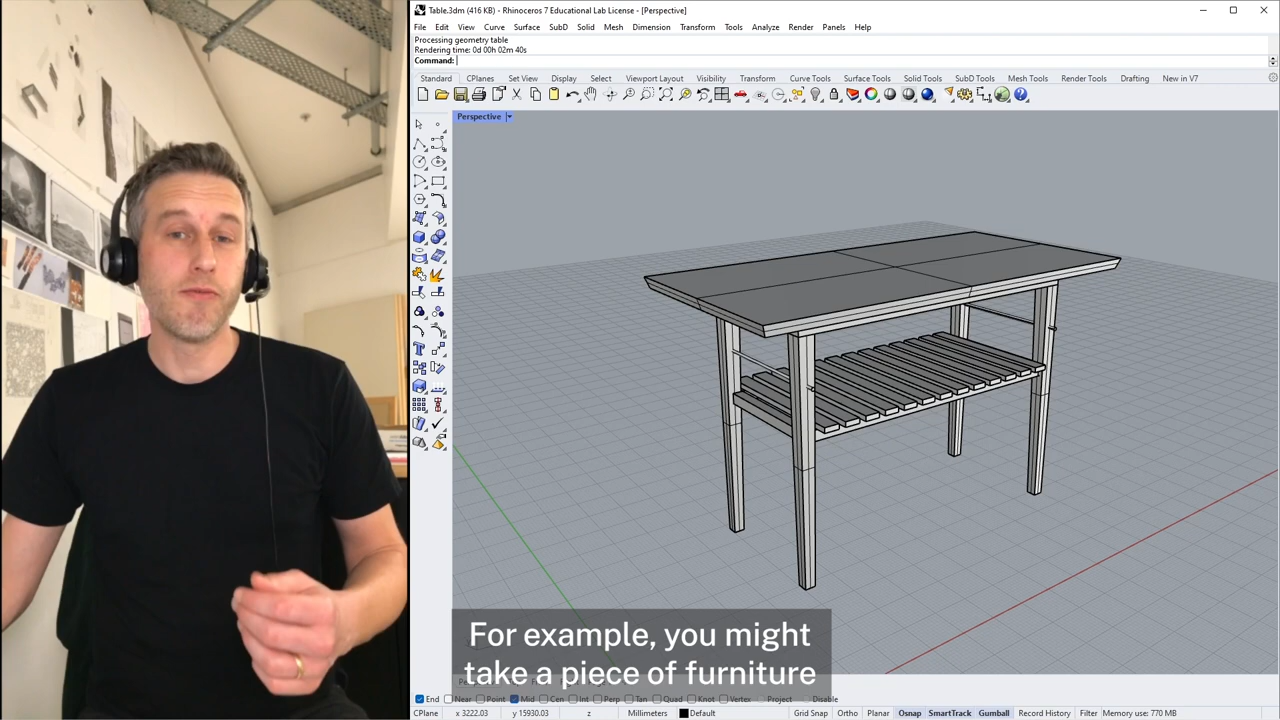 Table.3dm (416 KB) - Rhinoceros 7 Educational Lab License - [Perspective]
File Edit View Curve Surface SubD Solid Mesh Dimension Transform Tools Analyze Render Panels Help
Processing geometry table
Rendering time: 0d 00h 02m 40s
Command:
Standard CPlanes Set View Display Select Viewport Layout Visibility Transform Curve Tools Surface Tools Solid Tools SubD Tools Mesh Tools Render Tools Drafting New in V7
Perspective
For example, you might
take a piece of furniture
End Near Point Mid Cen Int Perp Tan Quad Knot Vertex Project Disable
CPlane x 3222.03 y 15930.03 z Millimeters Default Grid Snap Ortho Planar Osnap SmartTrack Gumball Record History Filter Memory use: 770 MB